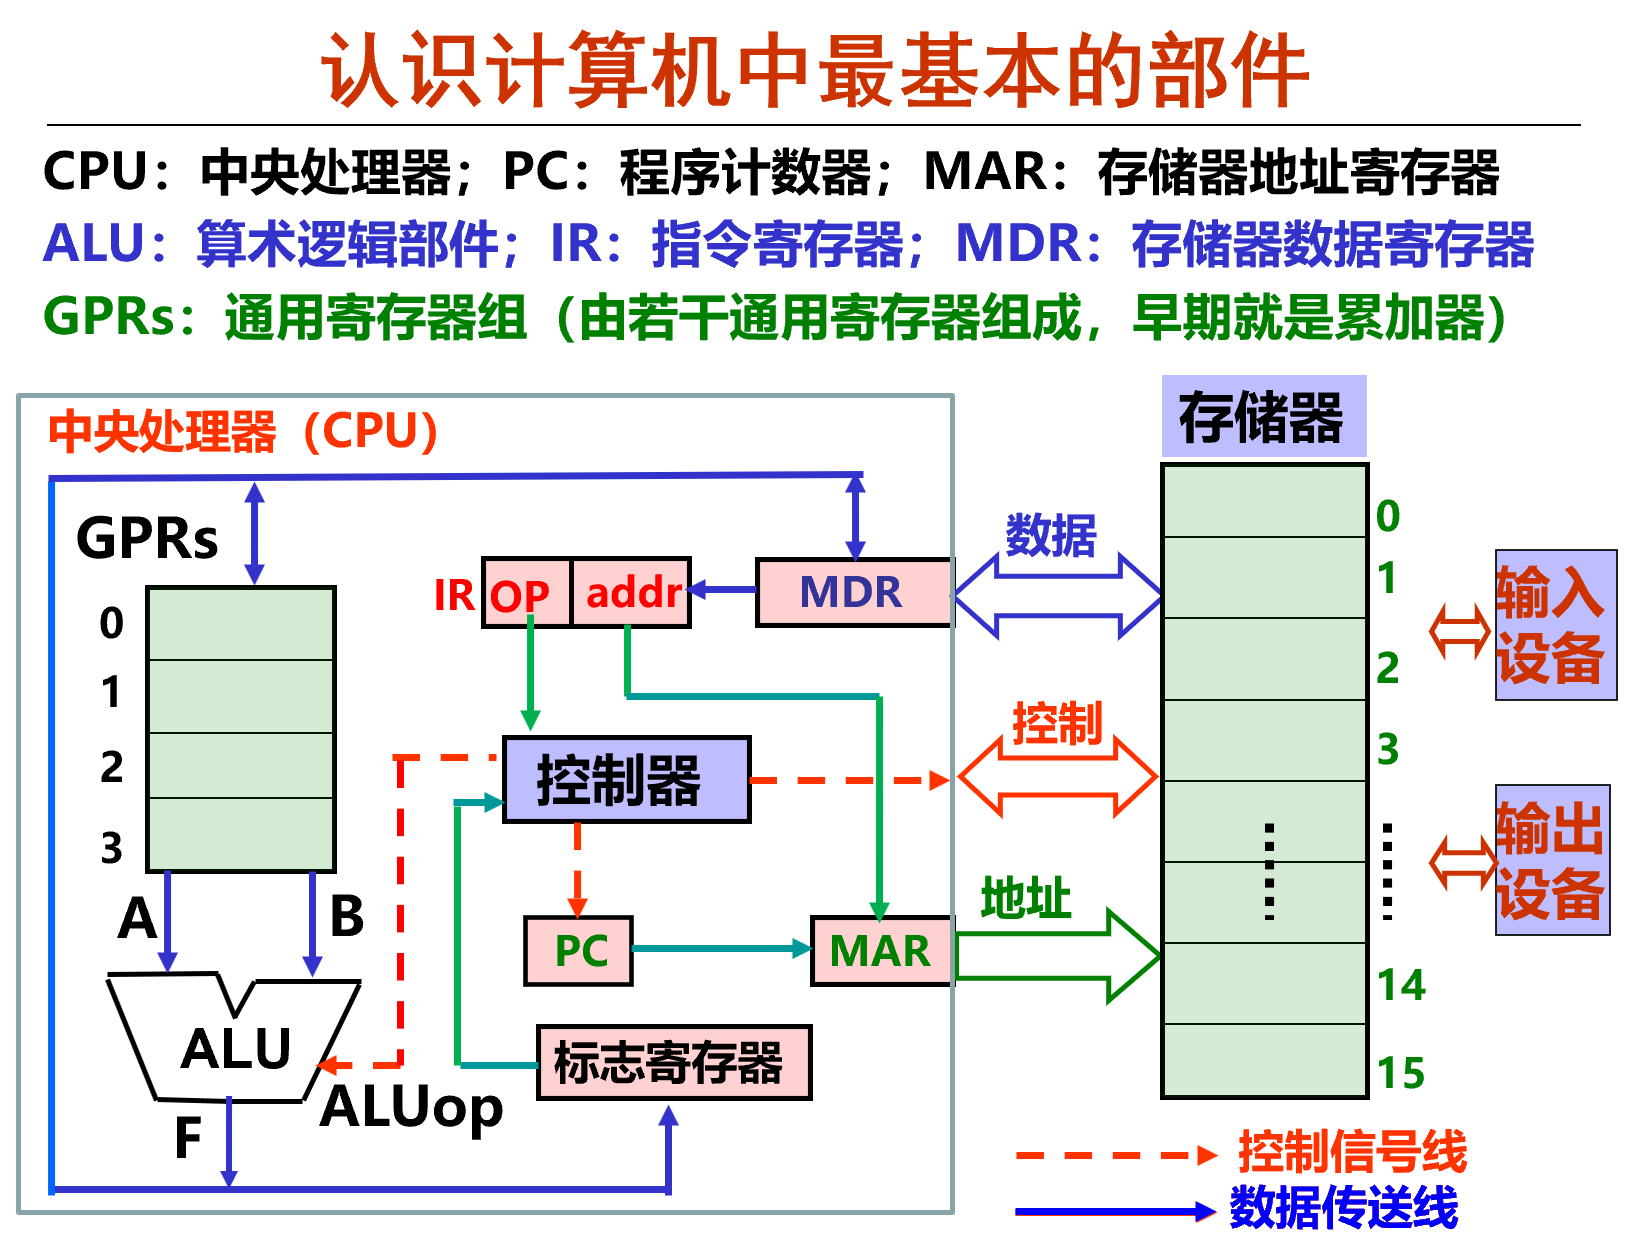 认识计算机中最基本的部件
CPU：中央处理器；PC：程序计数器；MAR：存储器地址寄存器
ALU：算术逻辑部件；IR：指令寄存器；MDR：存储器数据寄存器
GPRs：通用寄存器组（由若干通用寄存器组成，早期就是累加器）
中央处理器（CPU）
GPRs
0
1
2
3
A
B
ALU
ALUop
F
IR
OP
addr
MDR
控制器
PC
MAR
标志寄存器
数据
控制
地址
存储器
0
1
2
3
14
15
输入
设备
输出
设备
控制信号线
数据传送线